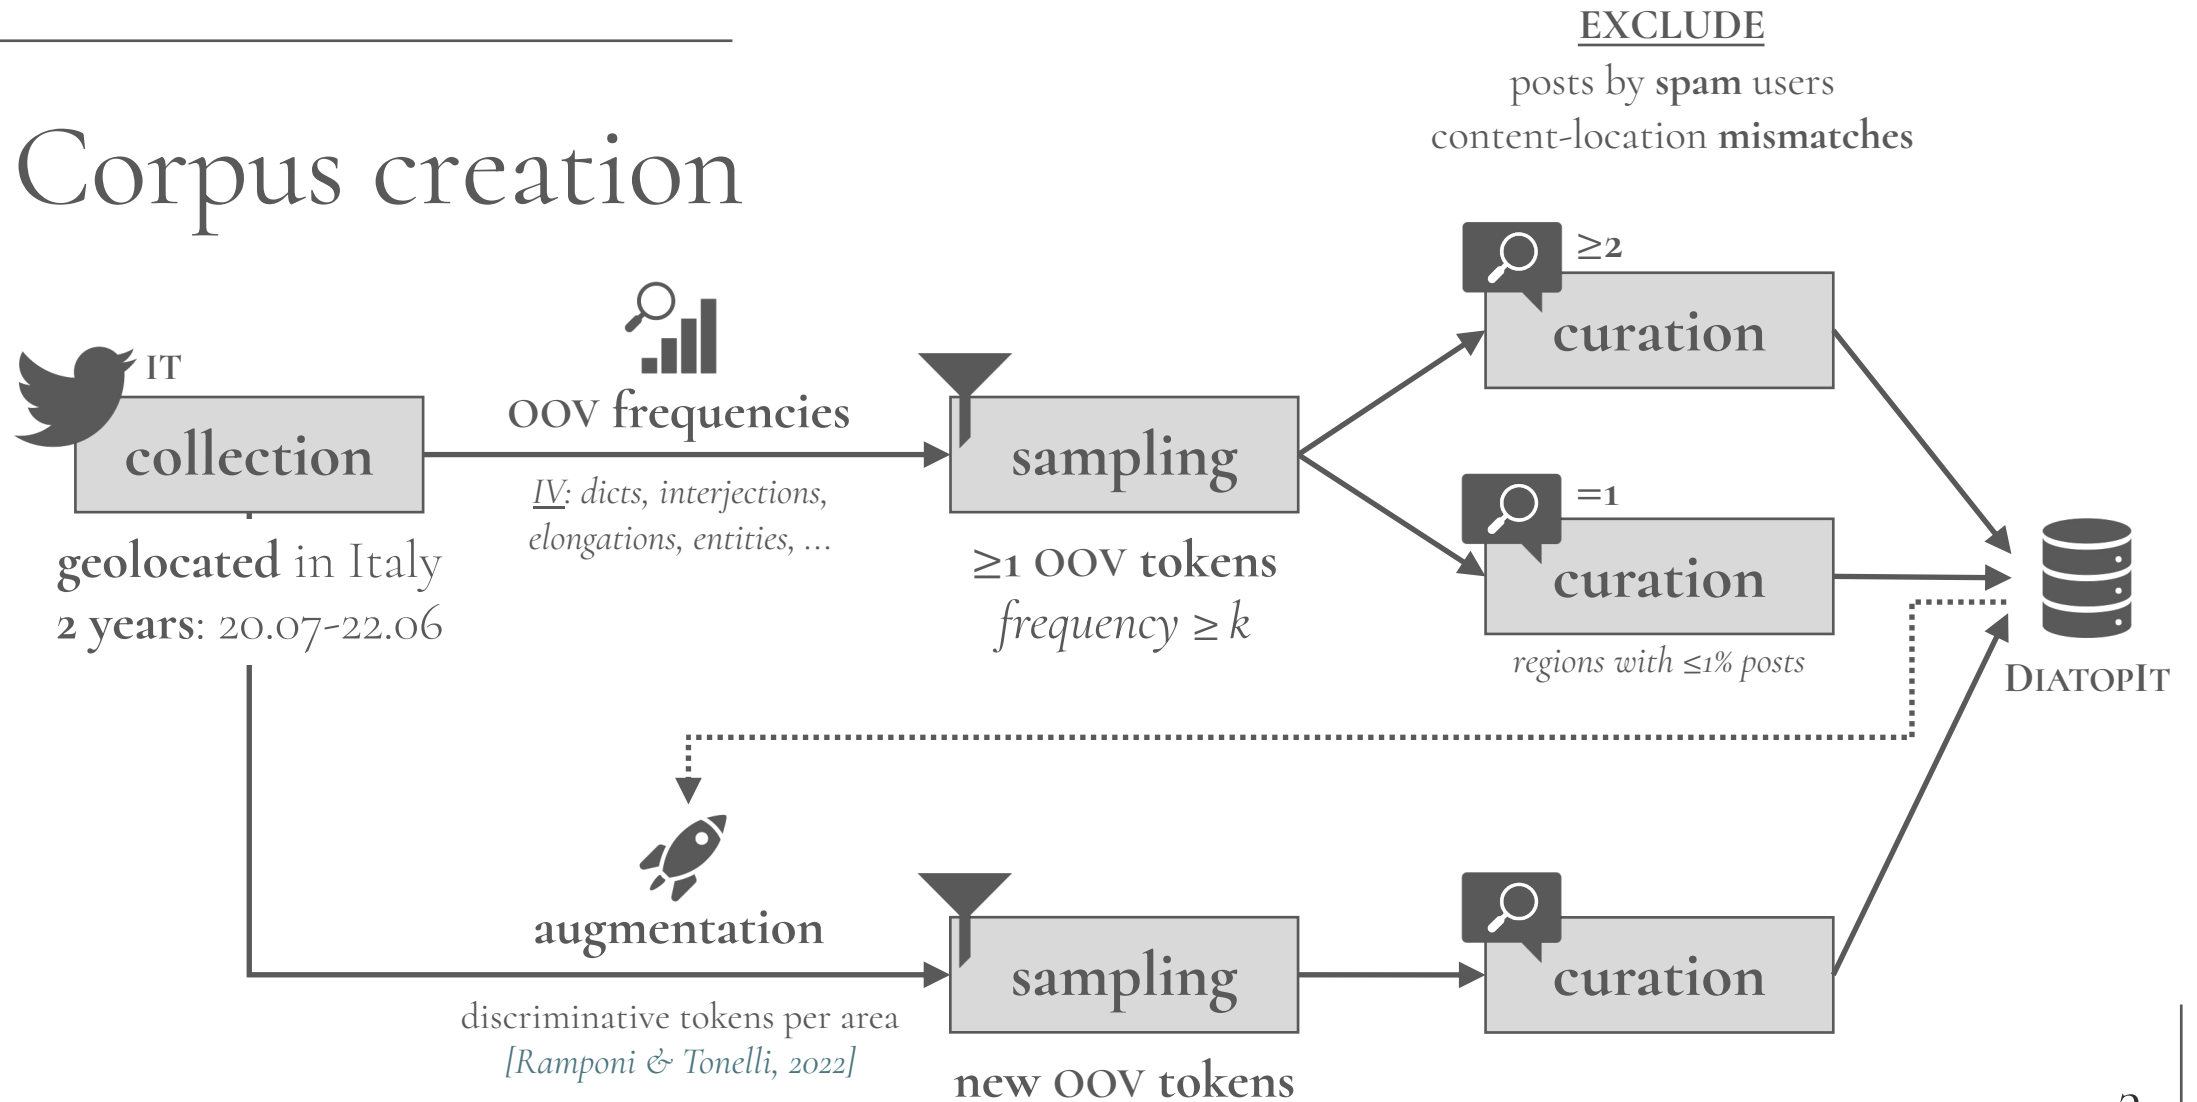 Corpus creation
EXCLUDE
posts by spam users
content-location mismatches
IT
collection
geolocated in Italy
2 years: 20.07-22.06
OOV frequencies
IV: dicts, interjections,
elongations, entities, ...
sampling
≥1 OOV tokens
frequency ≥ k
≥2
curation
=1
curation
regions with ≤1% posts
DIATOPIT
augmentation
discriminative tokens per area
[Ramponi & Tonelli, 2022]
sampling
new OOV tokens
curation